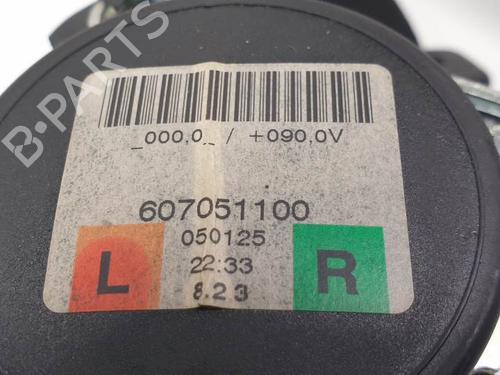 _000,0_ / +090,0V
607051100
050125
L 22:33 R
8.23
B-PARTS